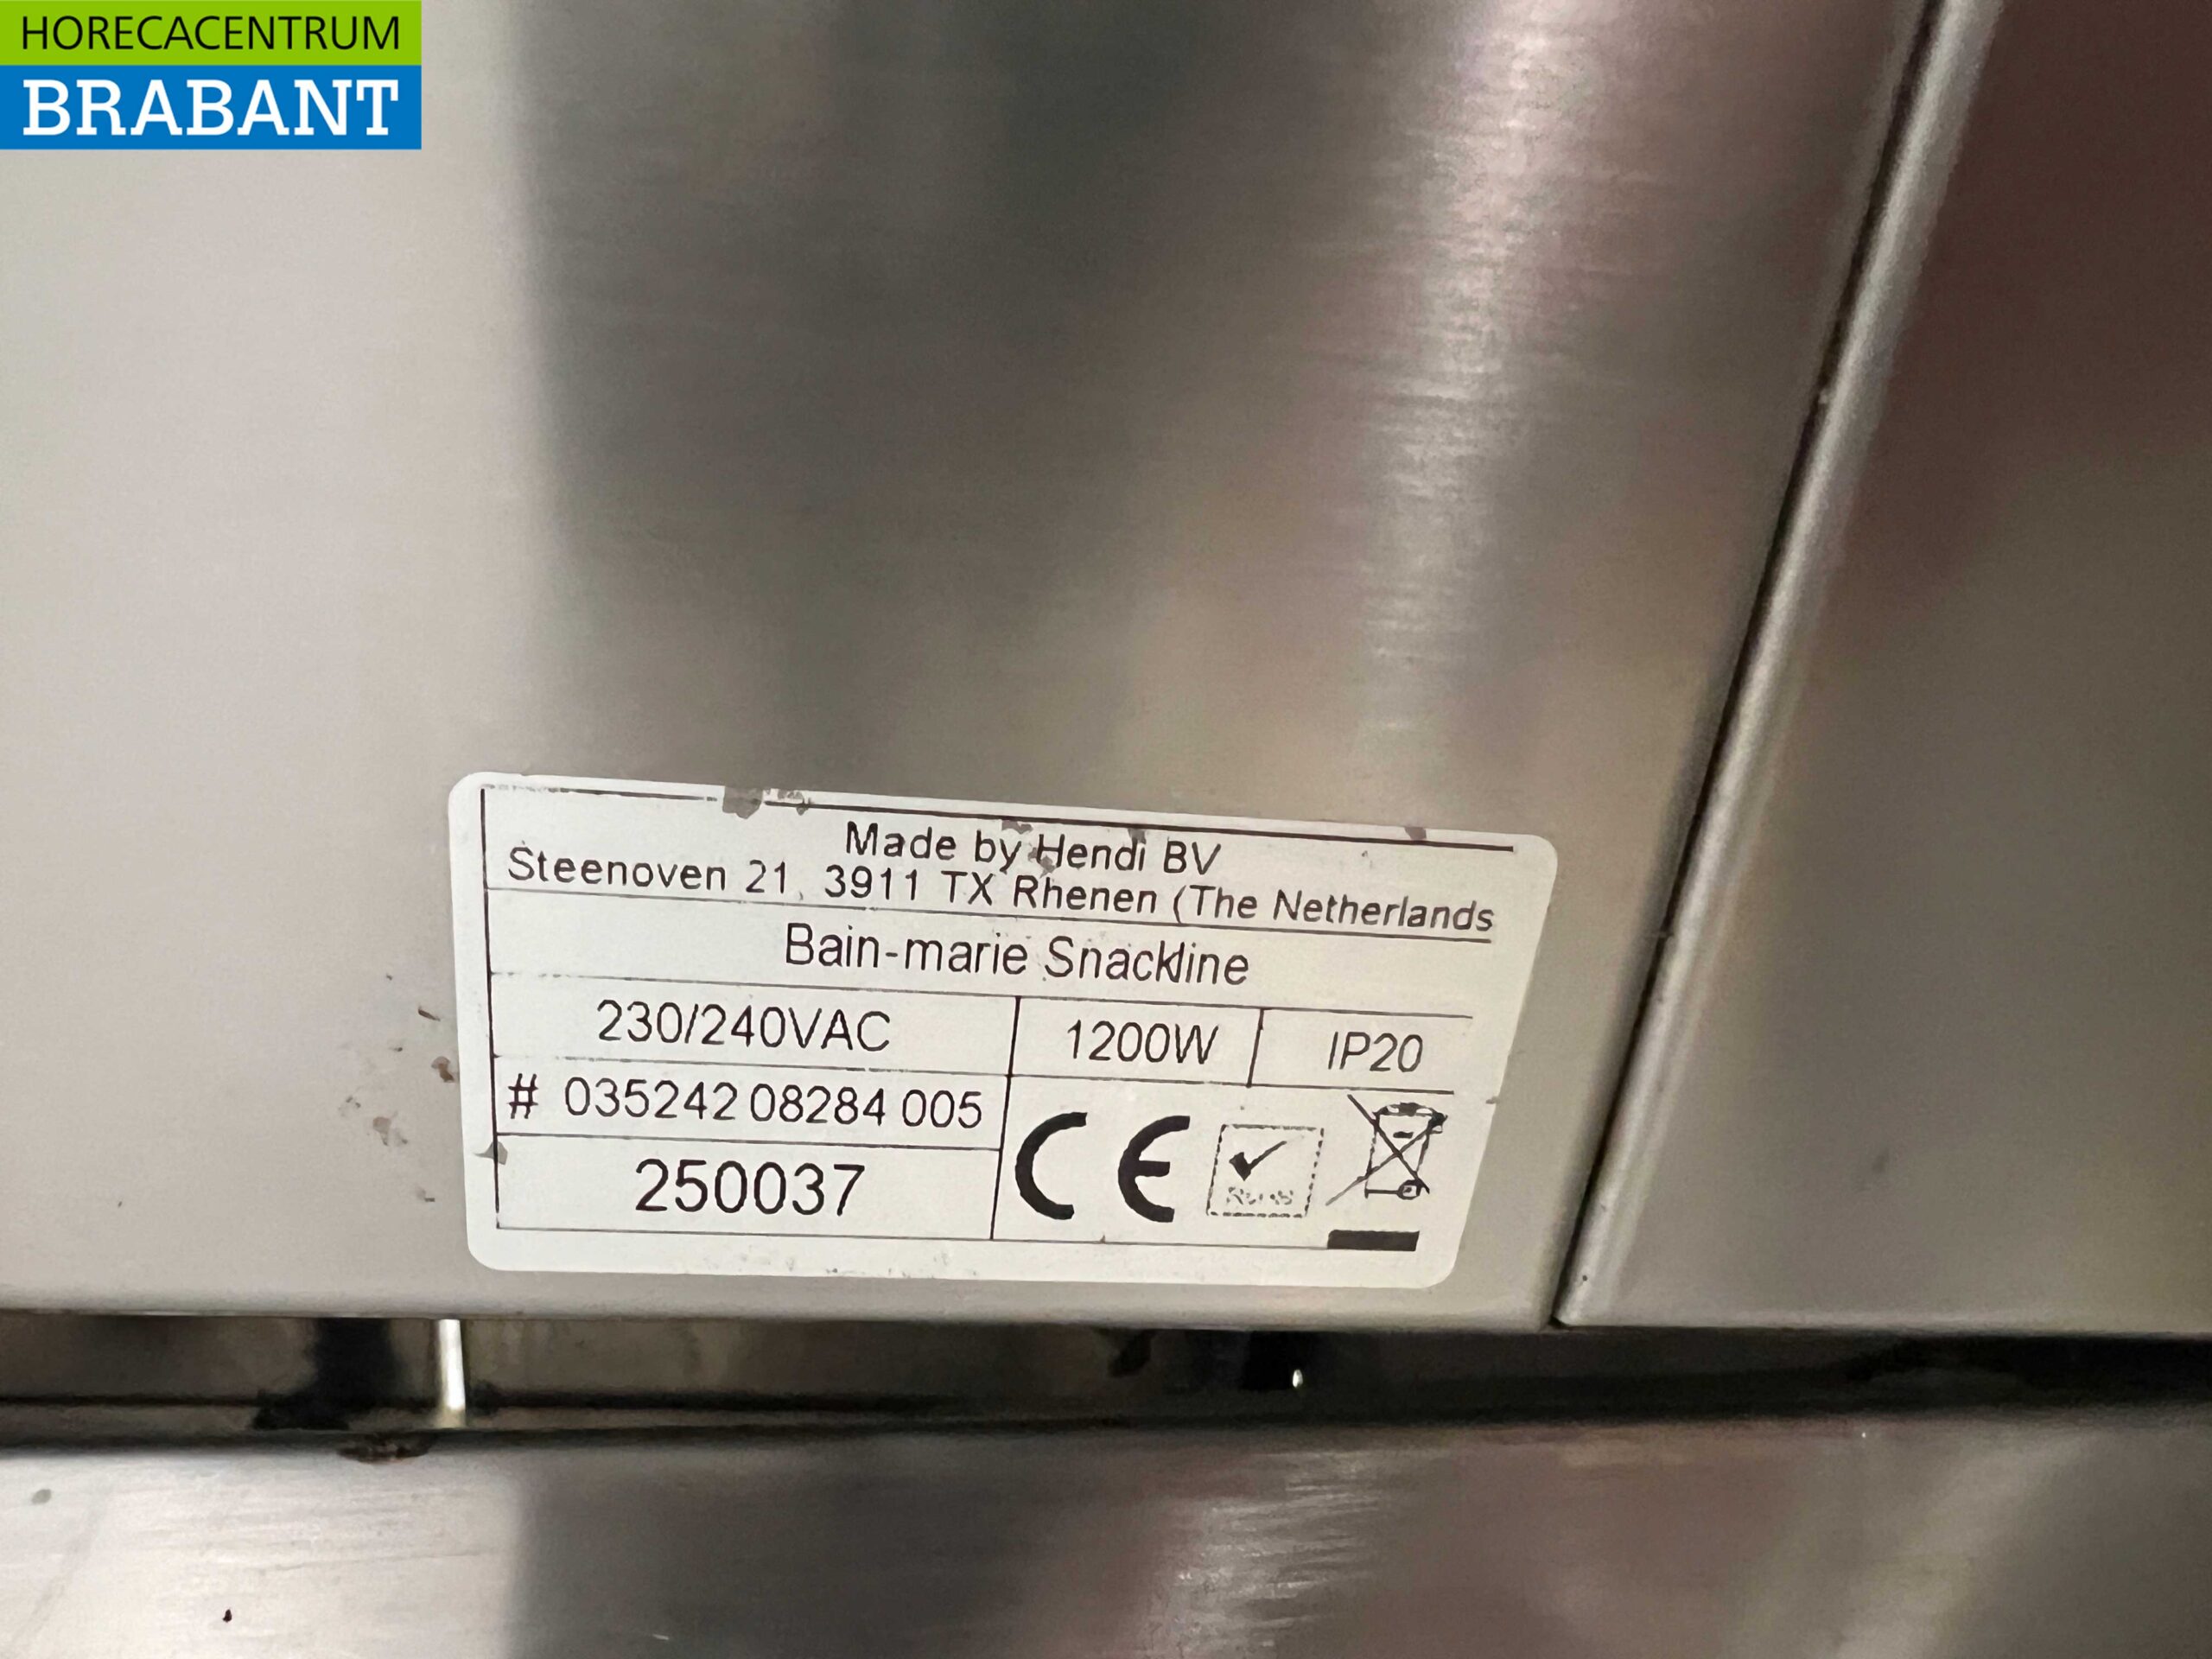 HORECACENTRUM
BRABANT
Made by Hendi BV
Steenoven 21, 3911 TX Rhenen (The Netherlands
Bain-marie Snackline
230/240VAC 1200W IP20
# 035242 08284 005
250037 CE RoHS